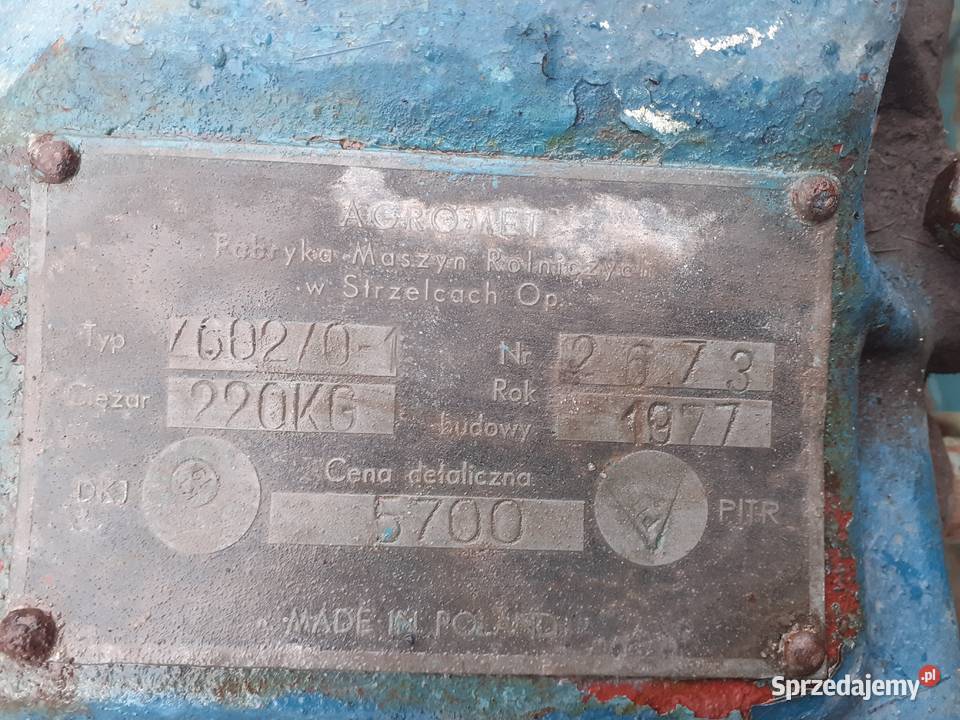 AGROMET
Fabryka Maszyn Rolniczych
w Strzelcach Op.
Typ /602/0-1 Nr 2673
Ciężar 220KG Rok budowy 1977
Cena detaliczna
DKJ 5700 PITR
MADE IN POLAND
Sprzedajemy.pl